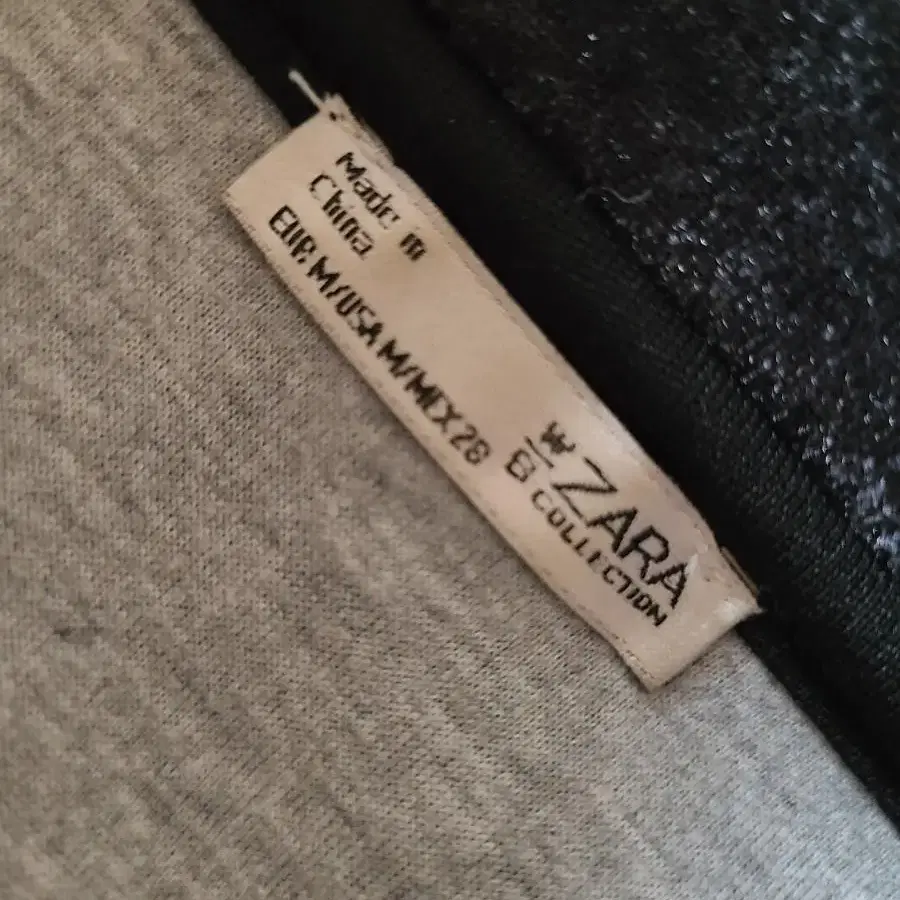 ZARA
W&B COLLECTION
Made in
China
EUR M/USA M/MEX 28